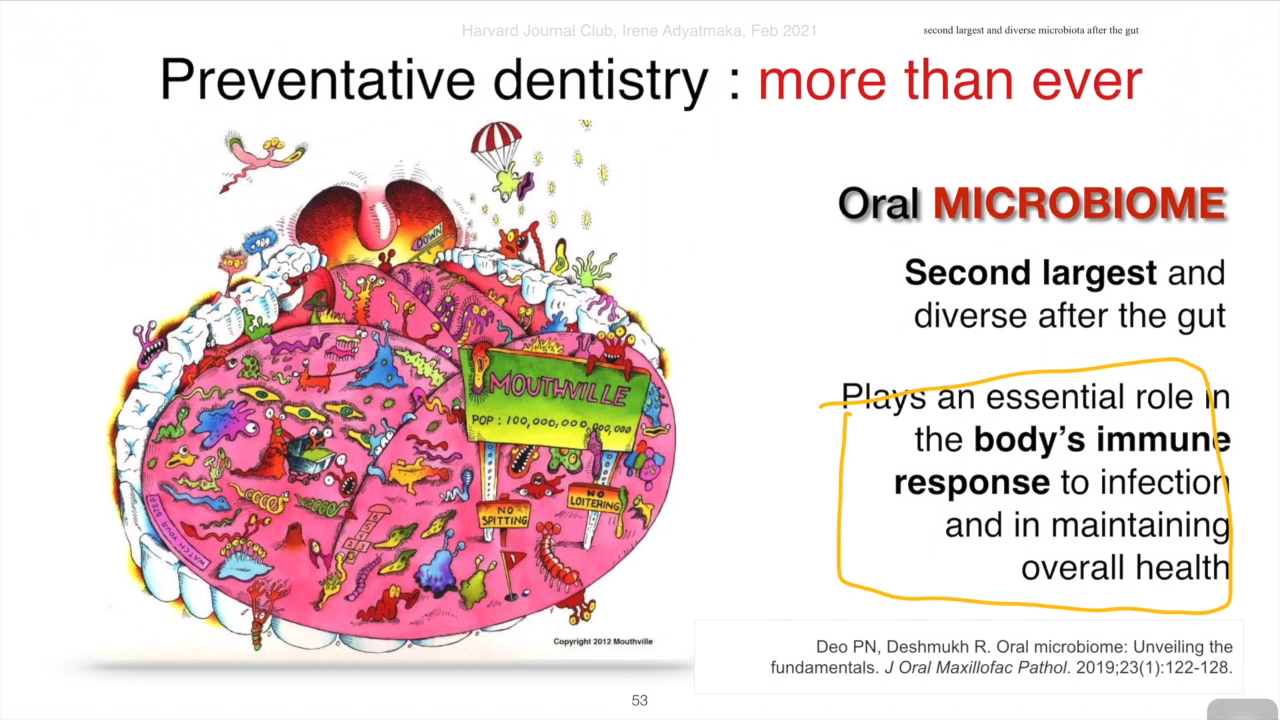 Harvard Journal Club, Irene Adyatmaka, Feb 2021
second largest and diverse microbiota after the gut
Preventative dentistry : more than ever
Oral MICROBIOME
Second largest and
diverse after the gut
Plays an essential role in
the body's immune
response to infection
and in maintaining
overall health
DOWN
MOUTHVILLE
POP: 100,000,000,000,000
NO
LOITERING
NO
SPITTING
WATCH YOUR STEP
Copyright 2012 Mouthville
Deo PN, Deshmukh R. Oral microbiome: Unveiling the
fundamentals. J Oral Maxillofac Pathol. 2019;23(1):122-128.
53